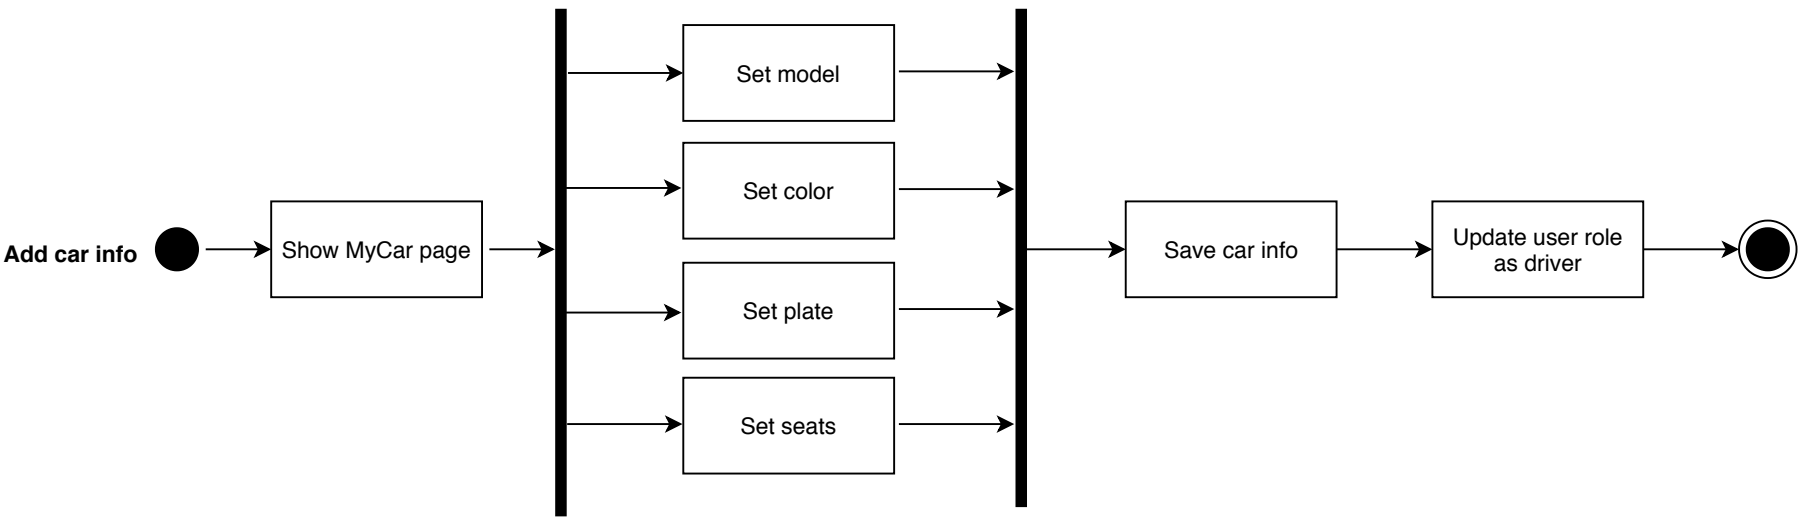 Add car info
Show MyCar page
Set model
Set color
Set plate
Set seats
Save car info
Update user role
as driver